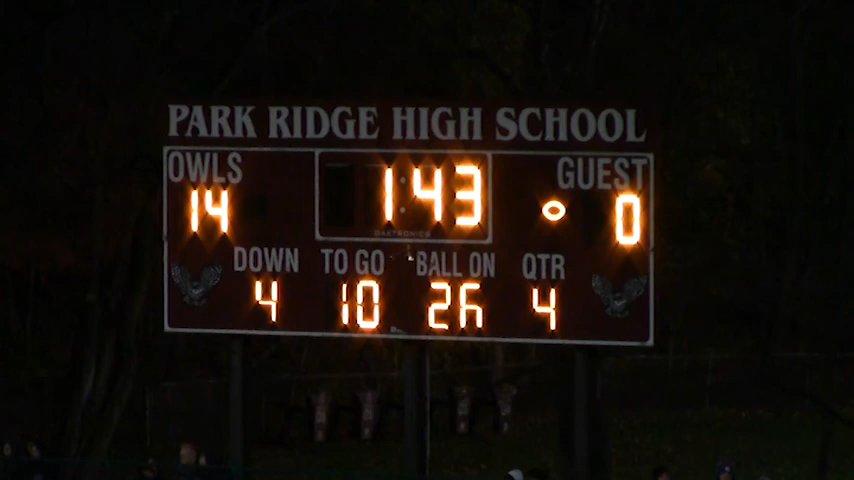 PARK RIDGE HIGH SCHOOL
OWLS GUEST
14 1:43 0
DAKTRONICS
DOWN TO GO BALL ON QTR
4 10 26 4